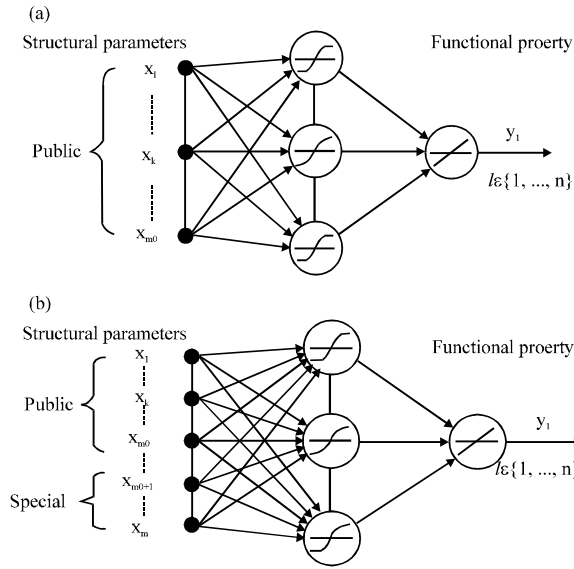 (a)
Structural parameters
Functional proerty
x1
Public
xk
xm0
y1
lε{1, ..., n}
(b)
Structural parameters
Functional proerty
x1
Public
xk
xm0
Special
xm0+1
xm
y1
lε{1, ..., n}